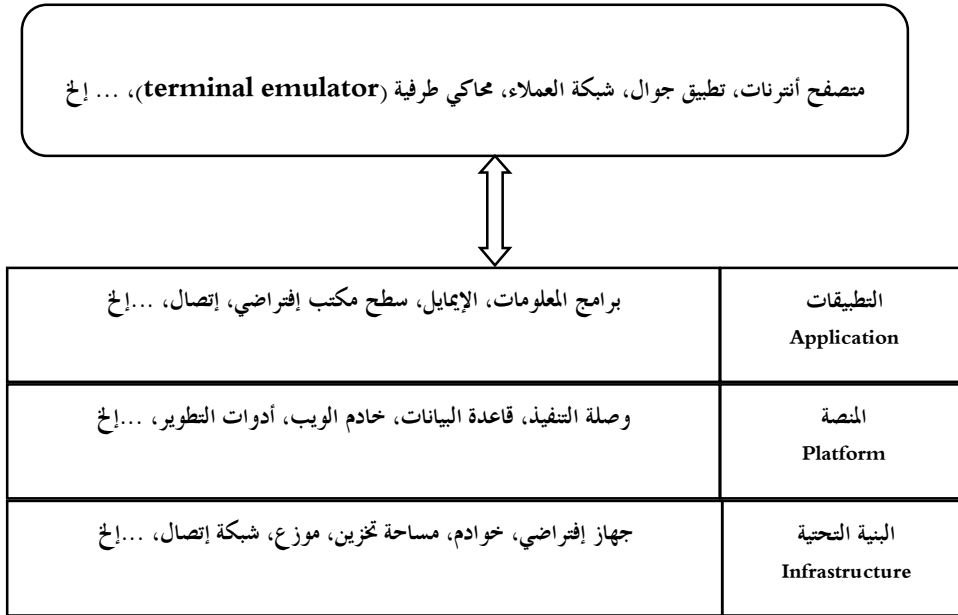 متصفح أنترنات، تطبيق جوال، شبكة العملاء، محاكي طرفية (terminal emulator)، ... إلخ
التطبيقات
Application
برامج المعلومات، الإيمايل، سطح مكتب إفتراضي، إتصال، ...إلخ
المنصة
Platform
وصلة التنفيذ، قاعدة البيانات، خادم الويب، أدوات التطوير، ...إلخ
البنية التحتية
Infrastructure
جهاز إفتراضي، خوادم، مساحة تخزين، موزع، شبكة إتصال، ...إلخ